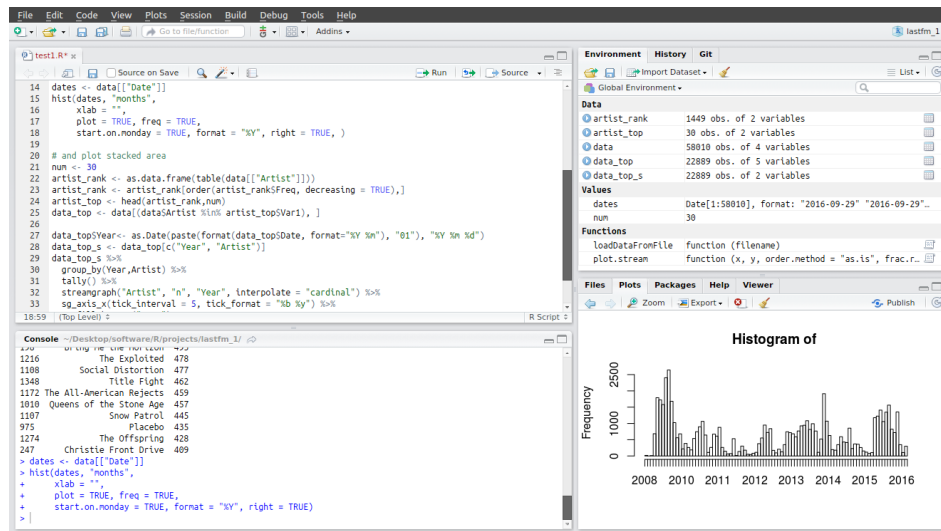 File Edit Code View Plots Session Build Debug Tools Help
Go to file/function Addins lastfm_1
test1.R*
Source on Save Run Source
14 dates <- data[["Date"]]
15 hist(dates, "months",
16 xlab = "",
17 plot = TRUE, freq = TRUE,
18 start.on.monday = TRUE, format = "%Y", right = TRUE, )
19
20 # and plot stacked area
21 num <- 30
22 artist_rank <- as.data.frame(table(data[["Artist"]]))
23 artist_rank <- artist_rank[order(artist_rank$Freq, decreasing = TRUE),]
24 artist_top <- head(artist_rank,num)
25 data_top <- data[(data$Artist %in% artist_top$Var1), ]
26
27 data_top$Year<- as.Date(paste(format(data_top$Date, format="%Y %m"), "01"), "%Y %m %d")
28 data_top_s <- data_top[c("Year", "Artist")]
29 data_top_s %>%
30 group_by(Year,Artist) %>%
31 tally() %>%
32 streamgraph("Artist", "n", "Year", interpolate = "cardinal") %>%
33 sg_axis_x(tick_interval = 5, tick_format = "%b %y") %>%
18:59 (Top Level) R Script
Console ~/Desktop/software/R/projects/lastfm_1/
1216 The Exploited 478
1108 Social Distortion 477
1348 Title Fight 462
1172 The All-American Rejects 459
1010 Queens of the Stone Age 457
1107 Snow Patrol 445
975 Placebo 435
1274 The Offspring 428
247 Christie Front Drive 409
> dates <- data[["Date"]]
> hist(dates, "months",
+ xlab = "",
+ plot = TRUE, freq = TRUE,
+ start.on.monday = TRUE, format = "%Y", right = TRUE)
>
Environment History Git
Import Dataset List
Global Environment
Data
artist_rank 1449 obs. of 2 variables
artist_top 30 obs. of 2 variables
data 58010 obs. of 4 variables
data_top 22889 obs. of 5 variables
data_top_s 22889 obs. of 2 variables
Values
dates Date[1:58010], format: "2016-09-29" "2016-09-29"…
num 30
Functions
loadDataFromFile function (filename)
plot.stream function (x, y, order.method = "as.is", frac.r…
Files Plots Packages Help Viewer
Zoom Export Publish
Histogram of
Frequency
2500
1000
0
2008 2010 2011 2012 2013 2014 2015 2016